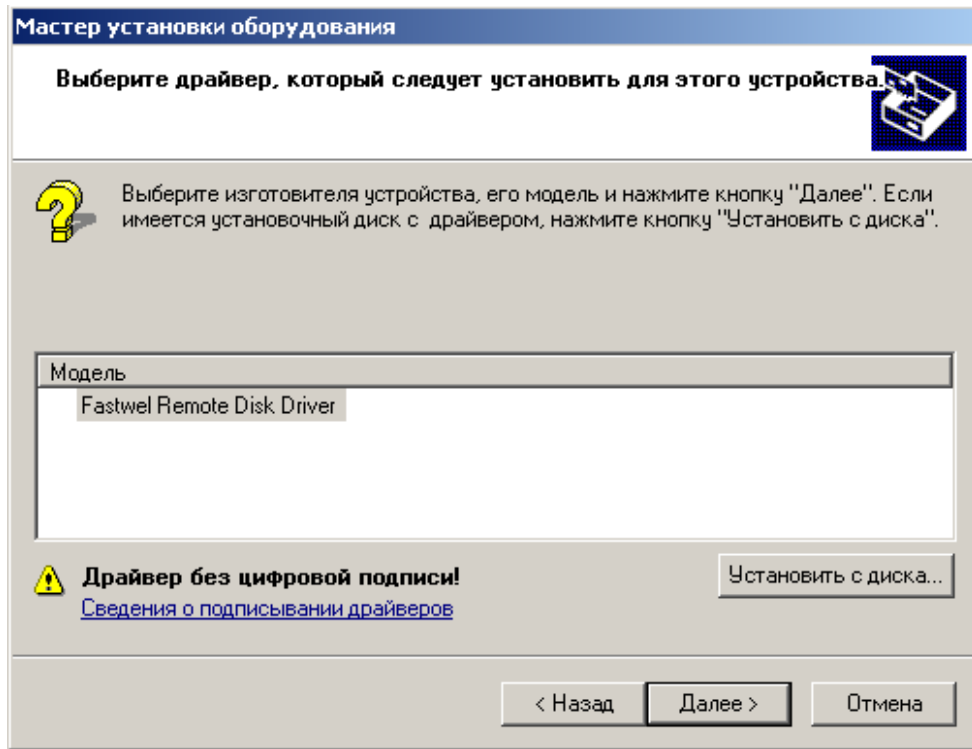 Мастер установки оборудования
Выберите драйвер, который следует установить для этого устройства.
Выберите изготовителя устройства, его модель и нажмите кнопку "Далее". Если
имеется установочный диск с драйвером, нажмите кнопку "Установить с диска".
Модель
Fastwel Remote Disk Driver
Драйвер без цифровой подписи!
Установить с диска...
Сведения о подписывании драйверов
< Назад
Далее >
Отмена